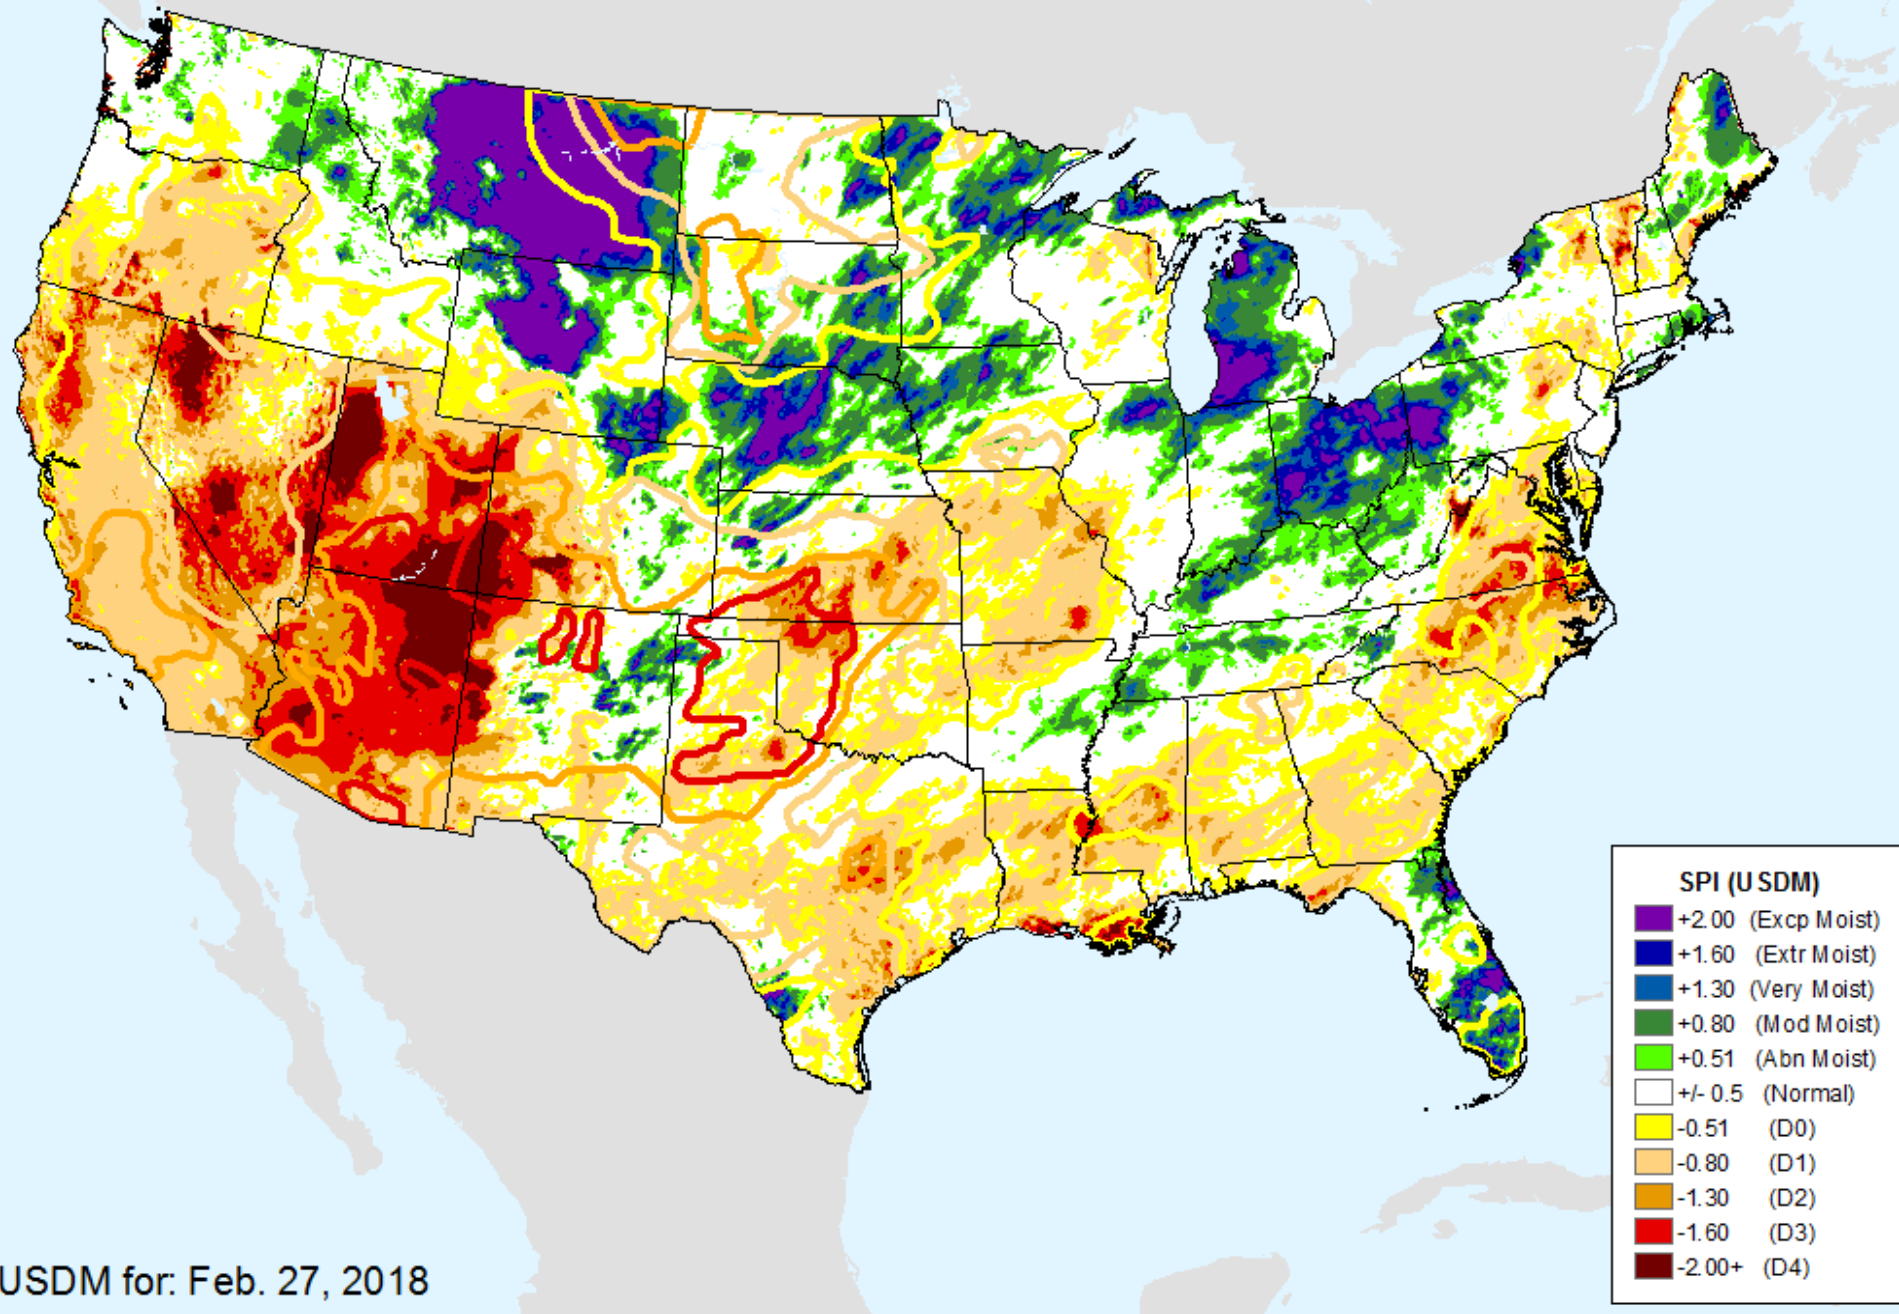 SPI (USDM)
+2.00 (Excp Moist)
+1.60 (Extr Moist)
+1.30 (Very Moist)
+0.80 (Mod Moist)
+0.51 (Abn Moist)
+/- 0.5 (Normal)
-0.51 (D0)
-0.80 (D1)
-1.30 (D2)
-1.60 (D3)
-2.00+ (D4)
USDM for: Feb. 27, 2018